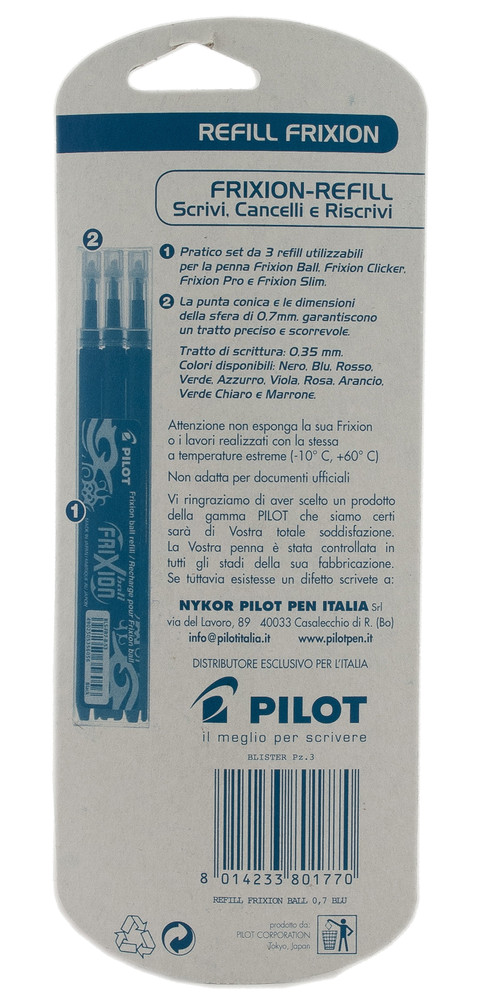 REFILL FRIXION
FRIXION-REFILL
Scrivi, Cancelli e Riscrivi
2
1 Pratico set da 3 refill utilizzabili
per la penna Frixion Ball, Frixion Clicker,
Frixion Pro e Frixion Slim.
2 La punta conica e le dimensioni
della sfera di 0.7mm. garantiscono
un tratto preciso e scorrevole.
Tratto di scrittura: 0.35 mm.
Colori disponibili: Nero, Blu, Rosso,
Verde, Azzurro, Viola, Rosa, Arancio,
Verde Chiaro e Marrone.
Attenzione non esponga la sua Frixion
o i lavori realizzati con la stessa
a temperature estreme (-10° C, +60° C)
Non adatta per documenti ufficiali
Vi ringraziamo di aver scelto un prodotto
della gamma PILOT che siamo certi
sarà di Vostra totale soddisfazione.
La Vostra penna è stata controllata in
tutti gli stadi della sua fabbricazione.
Se tuttavia esistesse un difetto scrivete a:
NYKOR PILOT PEN ITALIA Srl
via del Lavoro, 89 40033 Casalecchio di R. (Bo)
info@pilotitalia.it www.pilotpen.it
DISTRIBUTORE ESCLUSIVO PER L'ITALIA
PILOT
il meglio per scrivere
BLISTER Pz.3
8 014233 801770
REFILL FRIXION BALL 0,7 BLU
prodotto da:
PILOT CORPORATION
Tokyo, Japan
1
PILOT
Frixion ball refill / Recharge pour Frixion ball
FRIXION ball